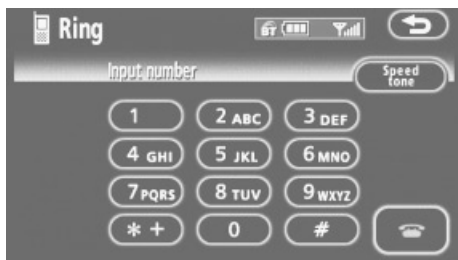 Ring
BT
Input number
Speed
tone
1
2 ABC
3 DEF
4 GHI
5 JKL
6 MNO
7 PQRS
8 TUV
9 WXYZ
* +
0
#